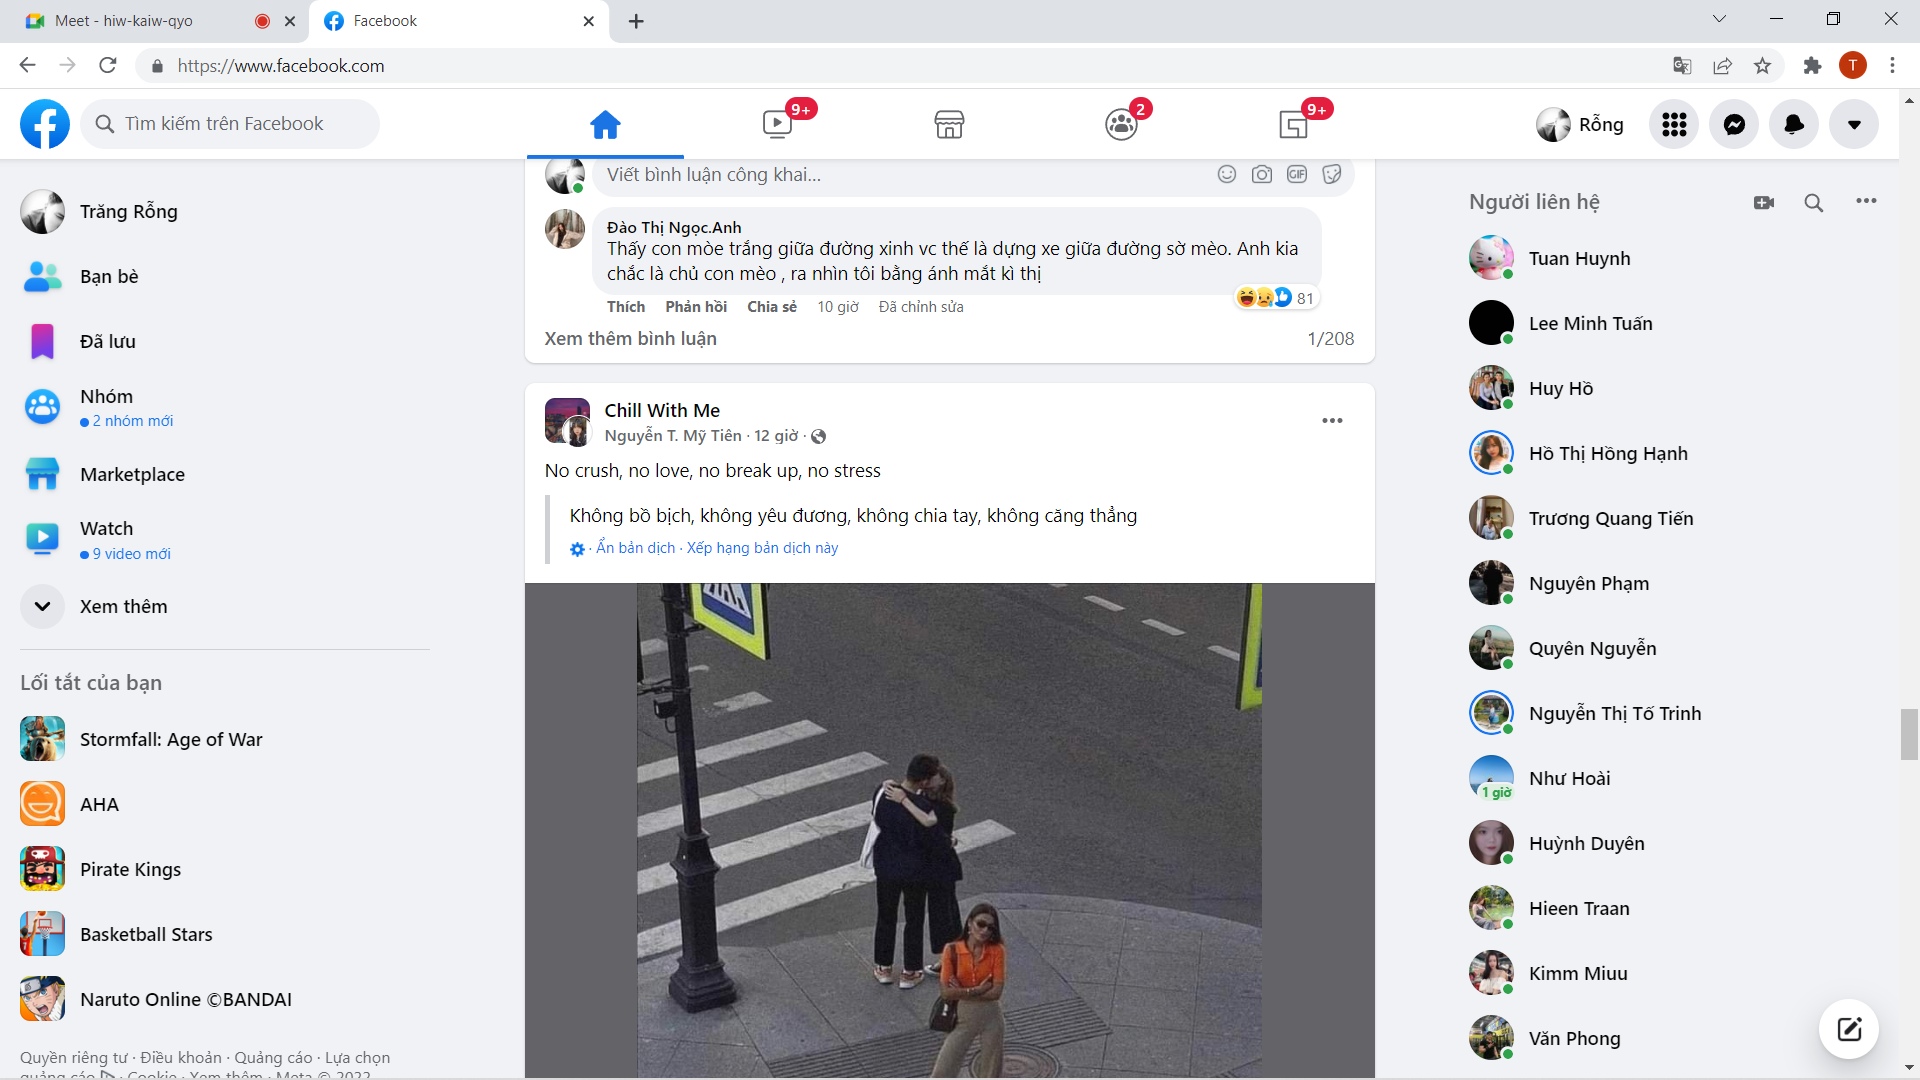 Meet - hiw-kaiw-qyo
Facebook
https://www.facebook.com
T
Tìm kiếm trên Facebook
9+
2
9+
Rỗng
Trăng Rỗng
Bạn bè
Đã lưu
Nhóm
2 nhóm mới
Marketplace
Watch
9 video mới
Xem thêm
Lối tắt của bạn
Stormfall: Age of War
AHA
Pirate Kings
Basketball Stars
Naruto Online ©BANDAI
Quyền riêng tư · Điều khoản · Quảng cáo · Lựa chọn
quảng cáo · Cookie · Xem thêm · Meta © 2022
Viết bình luận công khai...
GIF
Đào Thị Ngọc.Anh
Thấy con mòe trắng giữa đường xinh vc thế là dựng xe giữa đường sờ mèo. Anh kia
chắc là chủ con mèo , ra nhìn tôi bằng ánh mắt kì thị
81
Thích Phản hồi Chia sẻ 10 giờ Đã chỉnh sửa
Xem thêm bình luận
1/208
Chill With Me
Nguyễn T. Mỹ Tiên · 12 giờ ·
No crush, no love, no break up, no stress
Không bồ bịch, không yêu đương, không chia tay, không căng thẳng
· Ẩn bản dịch · Xếp hạng bản dịch này
Người liên hệ
Tuan Huynh
Lee Minh Tuấn
Huy Hồ
Hồ Thị Hồng Hạnh
Trương Quang Tiến
Nguyên Phạm
Quyên Nguyễn
Nguyễn Thị Tố Trinh
Như Hoài
1 giờ
Huỳnh Duyên
Hieen Traan
Kimm Miuu
Văn Phong